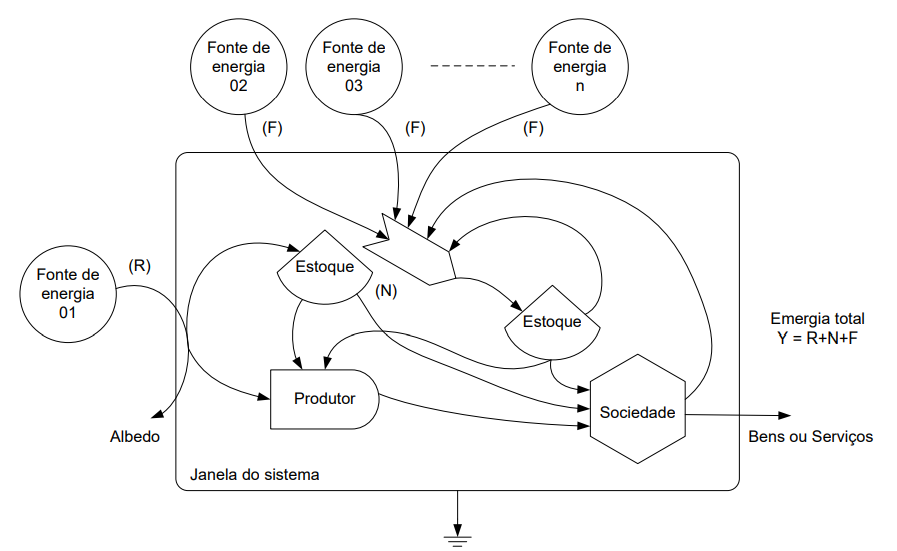 Fonte de
energia
02
Fonte de
energia
03
Fonte de
energia
n
(F)
(F)
(F)
Fonte de
energia
01
(R)
Estoque
(N)
Estoque
Emergia total
Y = R+N+F
Produtor
Sociedade
Albedo
Bens ou Serviços
Janela do sistema